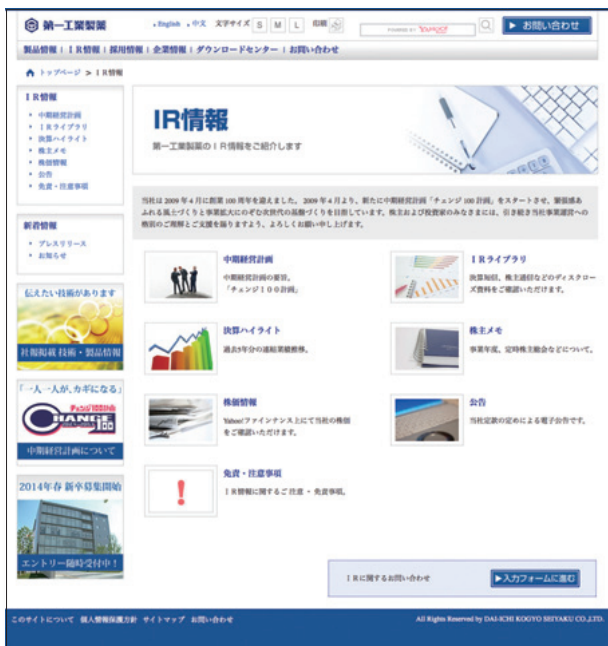 第一工業製薬
English 中文 文字サイズ S M L 印刷
POWERED BY YAHOO!
お問い合わせ
製品情報 | IR情報 | 採用情報 | 企業情報 | ダウンロードセンター | お問い合わせ
トップページ > IR情報
IR情報
中期経営計画
IRライブラリ
決算ハイライト
株主メモ
株価情報
公告
免責・注意事項
新着情報
プレスリリース
お知らせ
伝えたい技術があります
社報掲載 技術・製品情報
「一人一人が、カギになる」
チェンジ100計画
CHANGE100
中期経営計画について
2014年春 新卒募集開始
エントリー随時受付中！
IR情報
第一工業製薬のIR情報をご紹介します
当社は 2009 年 4 月に創業 100 周年を迎えました。 2009 年 4 月より、新たに中期経営計画「チェンジ 100 計画」をスタートさせ、緊張感あ
ふれる風土づくりと事業拡大にのぞむ次世代の基盤づくりを目指しています。株主および投資家のみなさまには、引き続き当社事業運営への
格別のご理解とご支援を賜りますよう、よろしくお願い申し上げます。
中期経営計画
中期経営計画の要旨。
「チェンジ１００計画」
IRライブラリ
決算短信、株主通信などのディスクロー
ズ資料をご確認いただけます。
決算ハイライト
過去5年分の連結業績推移。
株主メモ
事業年度、定時株主総会などについて。
株価情報
Yahoo!ファイナンス上にて当社の株価
をご確認いただけます。
公告
当社定款の定めによる電子公告です。
免責・注意事項
ＩＲ情報に関するご注意・免責事項。
ＩＲに関するお問い合わせ
入力フォームに進む
このサイトについて 個人情報保護方針 サイトマップ お問い合わせ
All Rights Reserved by DAI-ICHI KOGYO SEIYAKU CO.,LTD.